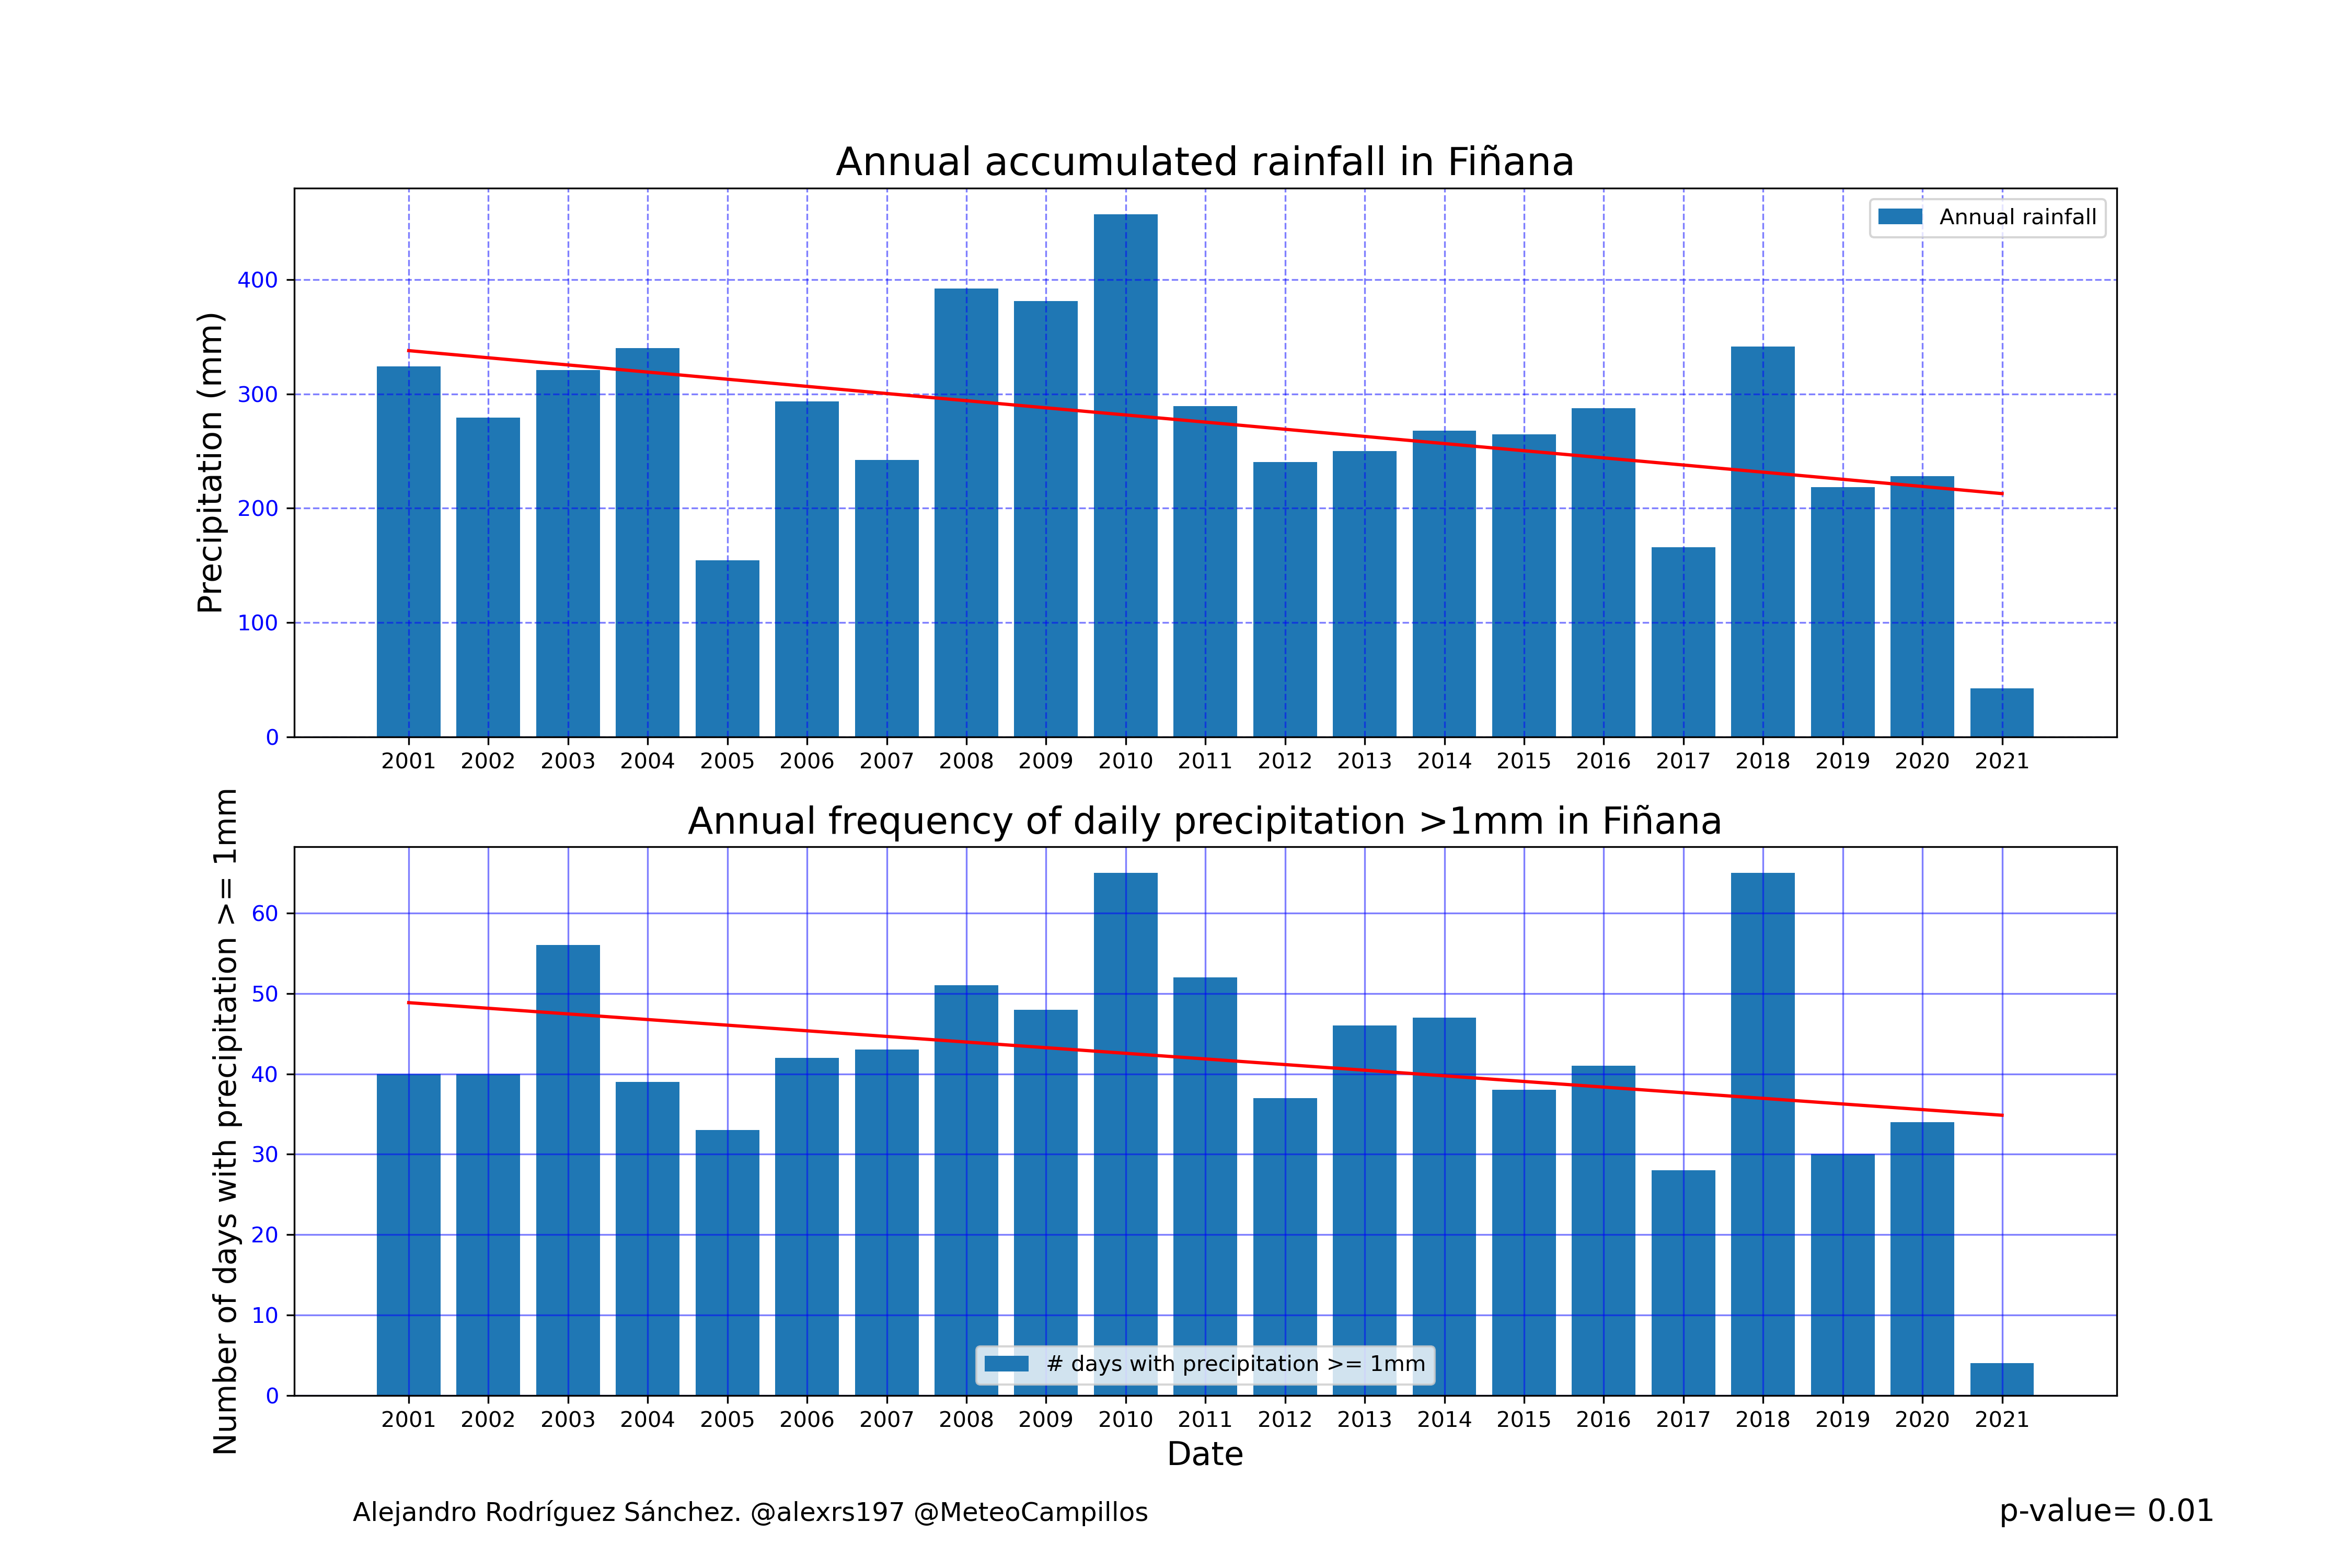 Annual accumulated rainfall in Fiñana
Annual rainfall
Precipitation (mm)
400
300
200
100
0
2001 2002 2003 2004 2005 2006 2007 2008 2009 2010 2011 2012 2013 2014 2015 2016 2017 2018 2019 2020 2021
Annual frequency of daily precipitation >1mm in Fiñana
Number of days with precipitation >= 1mm
60
50
40
30
20
10
0
# days with precipitation >= 1mm
2001 2002 2003 2004 2005 2006 2007 2008 2009 2010 2011 2012 2013 2014 2015 2016 2017 2018 2019 2020 2021
Date
Alejandro Rodríguez Sánchez. @alexrs197 @MeteoCampillos
p-value= 0.01